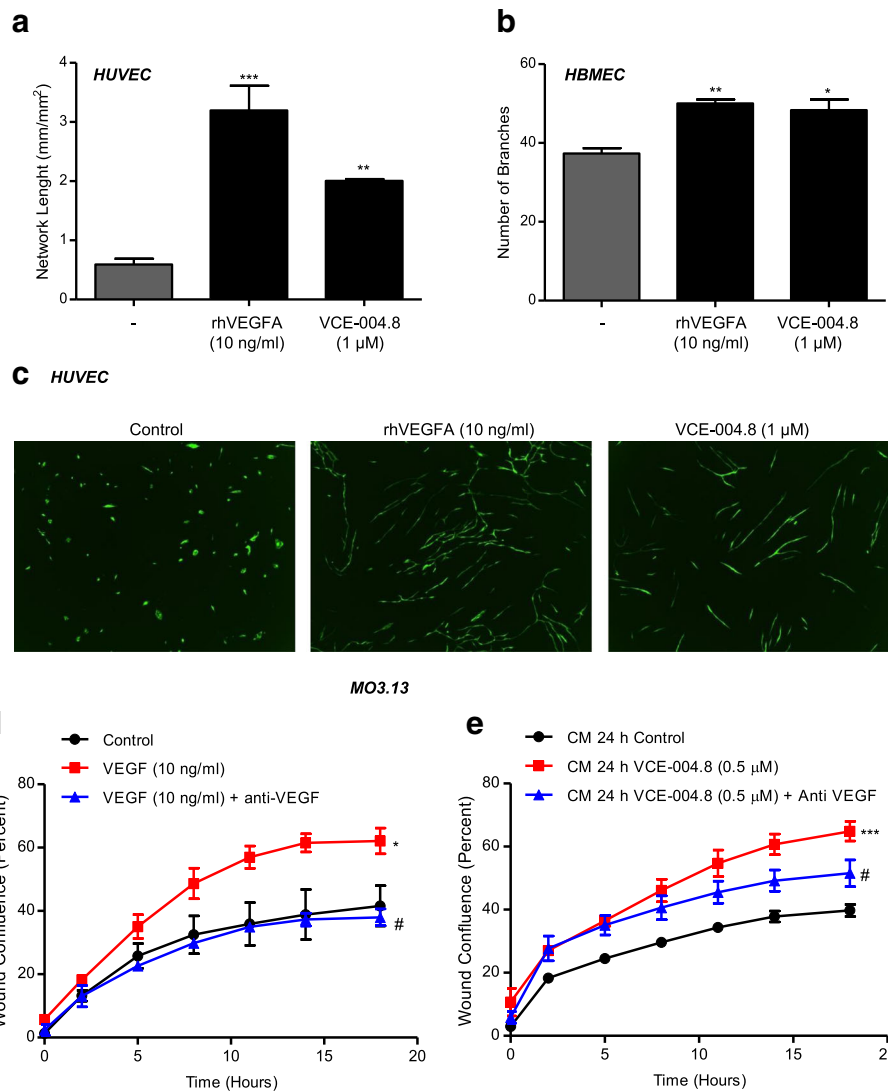 a
HUVEC
Network Lenght (mm/mm²)
4
3
2
1
0
***
**
-
rhVEGFA
(10 ng/ml)
VCE-004.8
(1 µM)
b
HBMEC
Number of Branches
60
40
20
0
**
*
-
rhVEGFA
(10 ng/ml)
VCE-004.8
(1 µM)
c HUVEC
Control
rhVEGFA (10 ng/ml)
VCE-004.8 (1 µM)
MO3.13
Control
VEGF (10 ng/ml)
VEGF (10 ng/ml) + anti-VEGF
Wound Confluence (Percent)
80
60
40
20
0
*
#
0
5
10
15
20
Time (Hours)
e
CM 24 h Control
CM 24 h VCE-004.8 (0.5 µM)
CM 24 h VCE-004.8 (0.5 µM) + Anti VEGF
Wound Confluence (Percent)
80
60
40
20
0
***
#
0
5
10
15
2
Time (Hours)